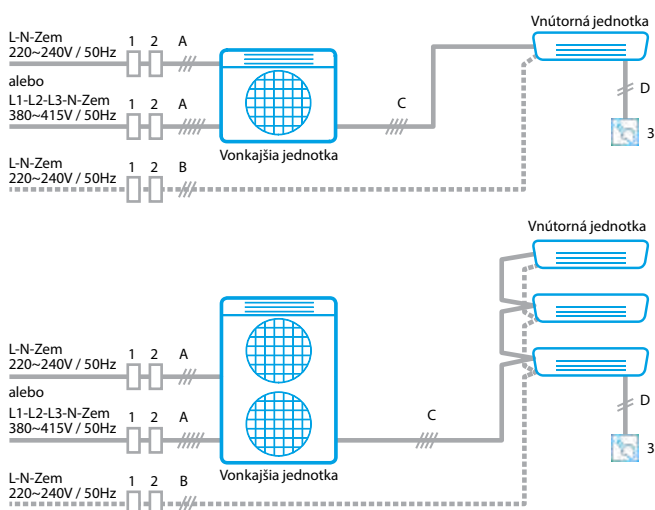 Vnútorná jednotka
L-N-Zem
220~240V / 50Hz
1 2 A
alebo
L1-L2-L3-N-Zem
380~415V / 50Hz
1 2 A
C
D
3
Vonkajšia jednotka
L-N-Zem
220~240V / 50Hz
1 2 B
Vnútorná jednotka
L-N-Zem
220~240V / 50Hz
1 2 A
alebo
L1-L2-L3-N-Zem
380~415V / 50Hz
1 2 A
C
D
3
Vonkajšia jednotka
L-N-Zem
220~240V / 50Hz
1 2 B